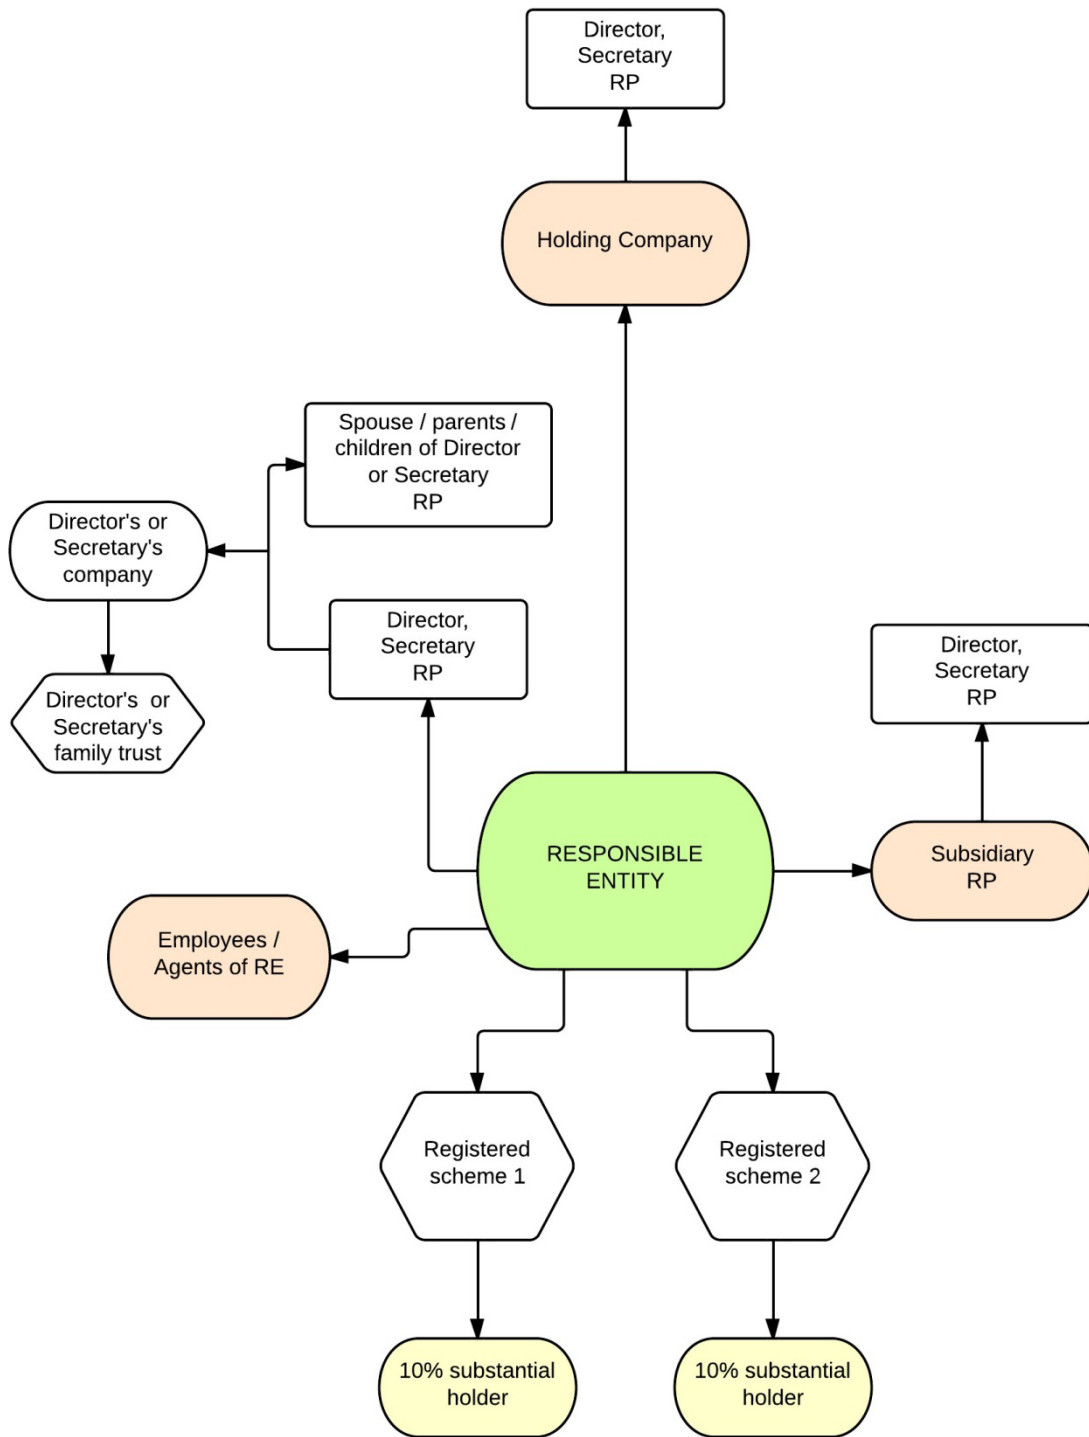 Director,
Secretary
RP
Holding Company
Spouse / parents /
children of Director
or Secretary
RP
Director's or
Secretary's
company
Director,
Secretary
RP
Director's or
Secretary's
family trust
Director,
Secretary
RP
RESPONSIBLE
ENTITY
Subsidiary
RP
Employees /
Agents of RE
Registered
scheme 1
Registered
scheme 2
10% substantial
holder
10% substantial
holder